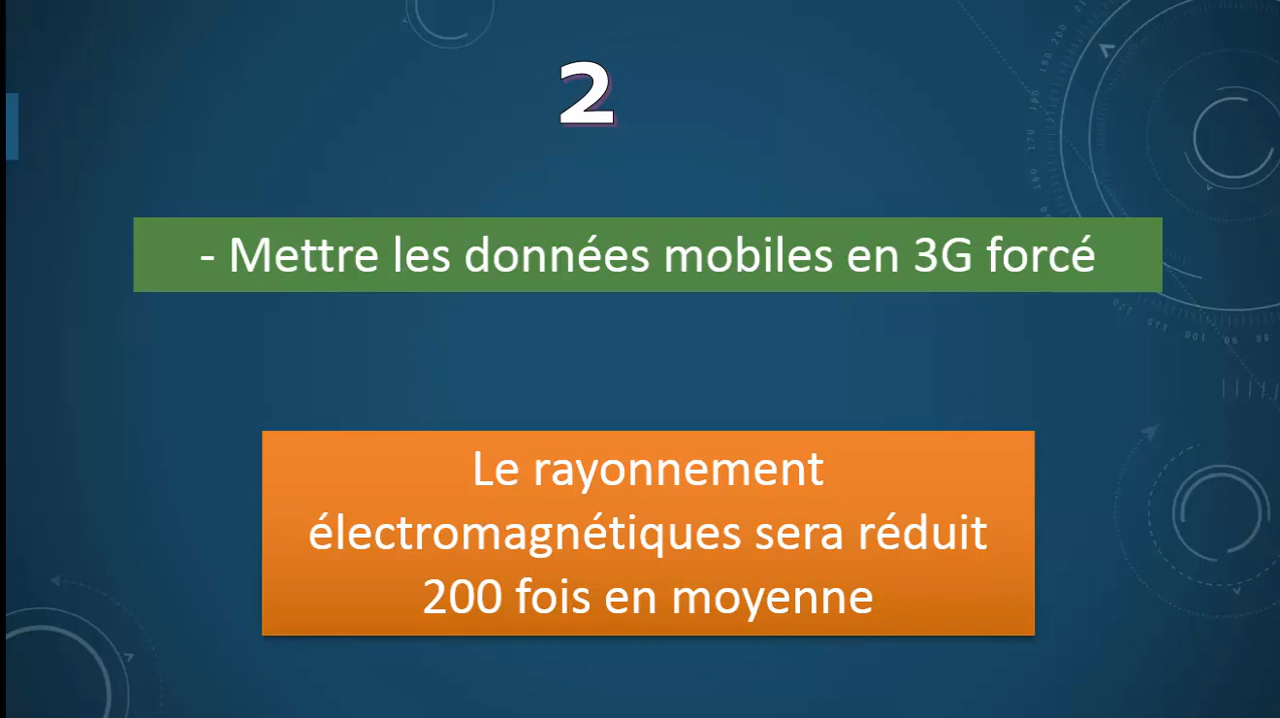 2
- Mettre les données mobiles en 3G forcé
Le rayonnement
électromagnétiques sera réduit
200 fois en moyenne